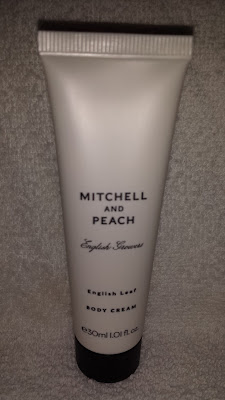 MITCHELL
AND
PEACH
English Growers
English Leaf
BODY CREAM
e30ml 1.01 fl.oz